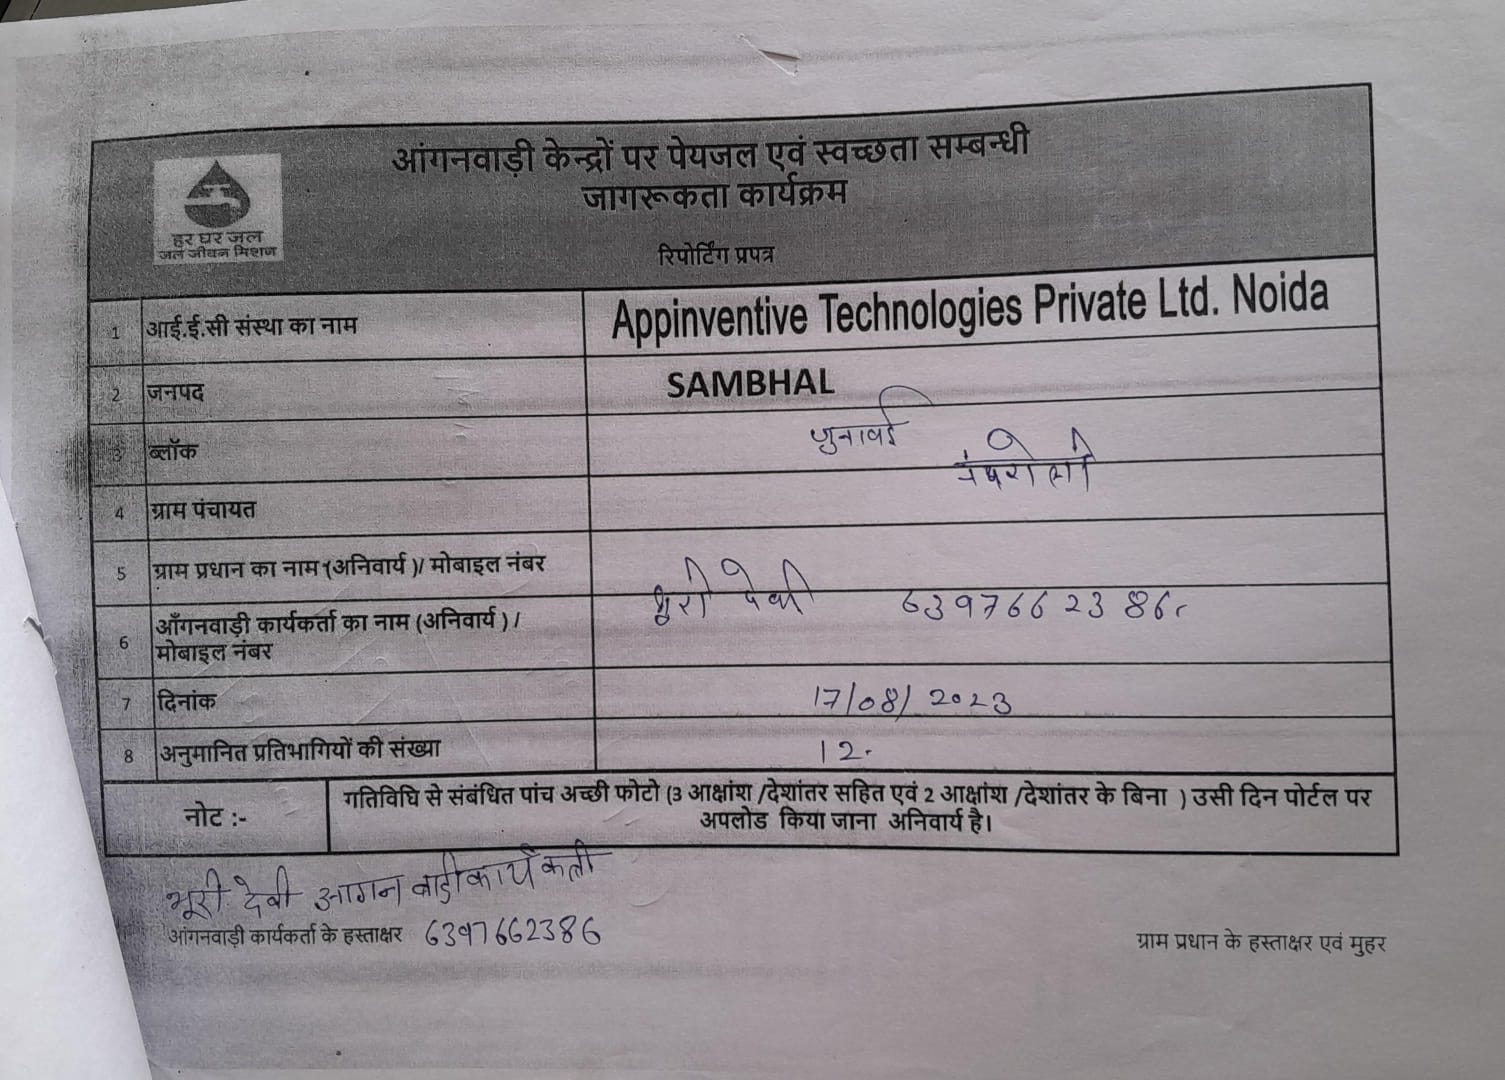 आंगनवाड़ी केन्द्रों पर पेयजल एवं स्वच्छता सम्बन्धी
जागरूकता कार्यक्रम
हर घर जल
जल जीवन मिशन
रिपोर्टिंग प्रपत्र
1 आई.ई.सी संस्था का नाम Appinventive Technologies Private Ltd. Noida
2 जनपद SAMBHAL
3 ब्लॉक जुनावई
4 ग्राम पंचायत
5 ग्राम प्रधान का नाम (अनिवार्य )/ मोबाइल नंबर
भूरी देवी 6397662386
6 आँगनवाड़ी कार्यकर्ता का नाम (अनिवार्य ) /
मोबाइल नंबर
7 दिनांक 17/08/2023
8 अनुमानित प्रतिभागियों की संख्या 12.
नोट :- गतिविधि से संबंधित पांच अच्छी फोटो (3 आक्षांश /देशांतर सहित एवं 2 आक्षांश /देशांतर के बिना ) उसी दिन पोर्टल पर
अपलोड किया जाना अनिवार्य है।
भूरी देवी आगन वाडी कार्यकर्ती
आंगनवाड़ी कार्यकर्ता के हस्ताक्षर 6397662386
ग्राम प्रधान के हस्ताक्षर एवं मुहर